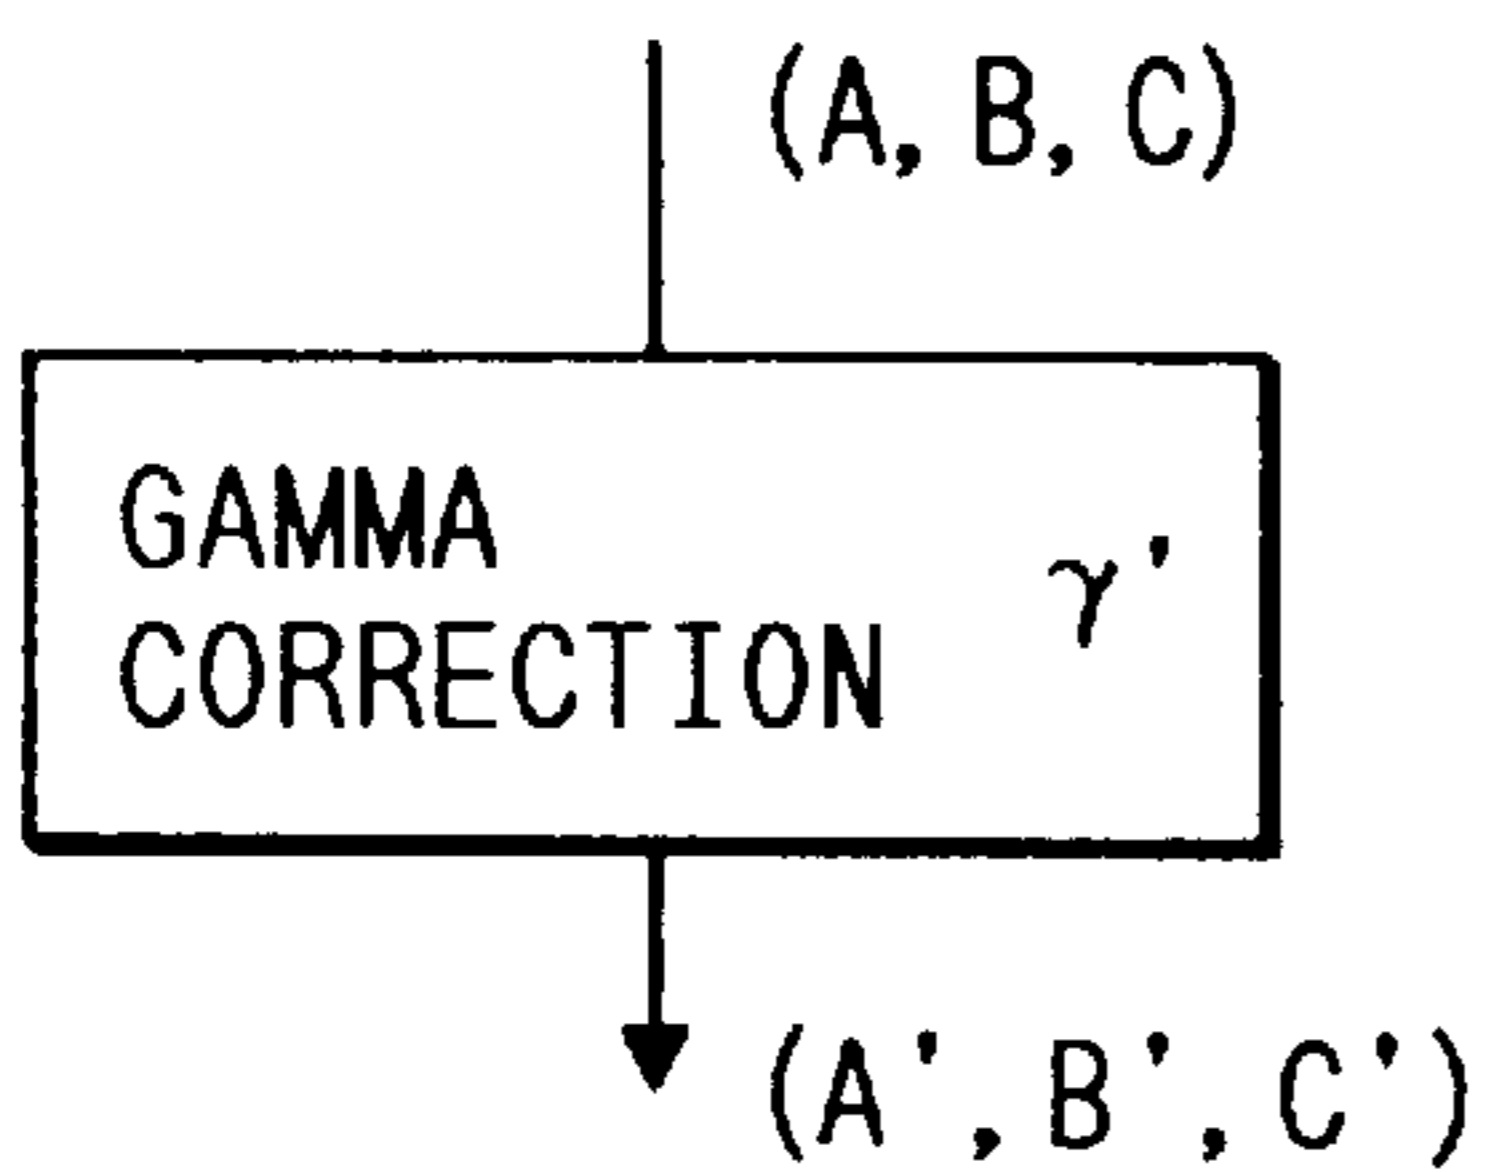 (A, B, C)
GAMMA
CORRECTION
γ'
(A', B', C')